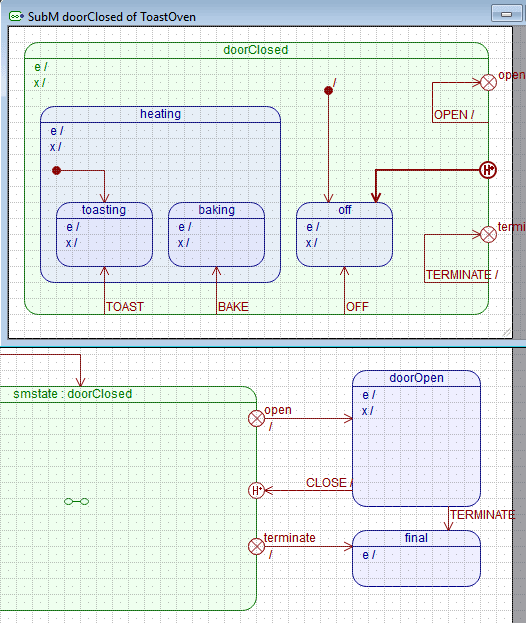 SubM doorClosed of ToastOven
doorClosed
e /
x /
/
open
OPEN /
heating
e /
x /
H*
toasting
e /
x /
baking
e /
x /
off
e /
x /
termi
TERMINATE /
TOAST
BAKE
OFF
smstate : doorClosed
doorOpen
e /
x /
open
/
H*
CLOSE /
TERMINATE
terminate
/
final
e /